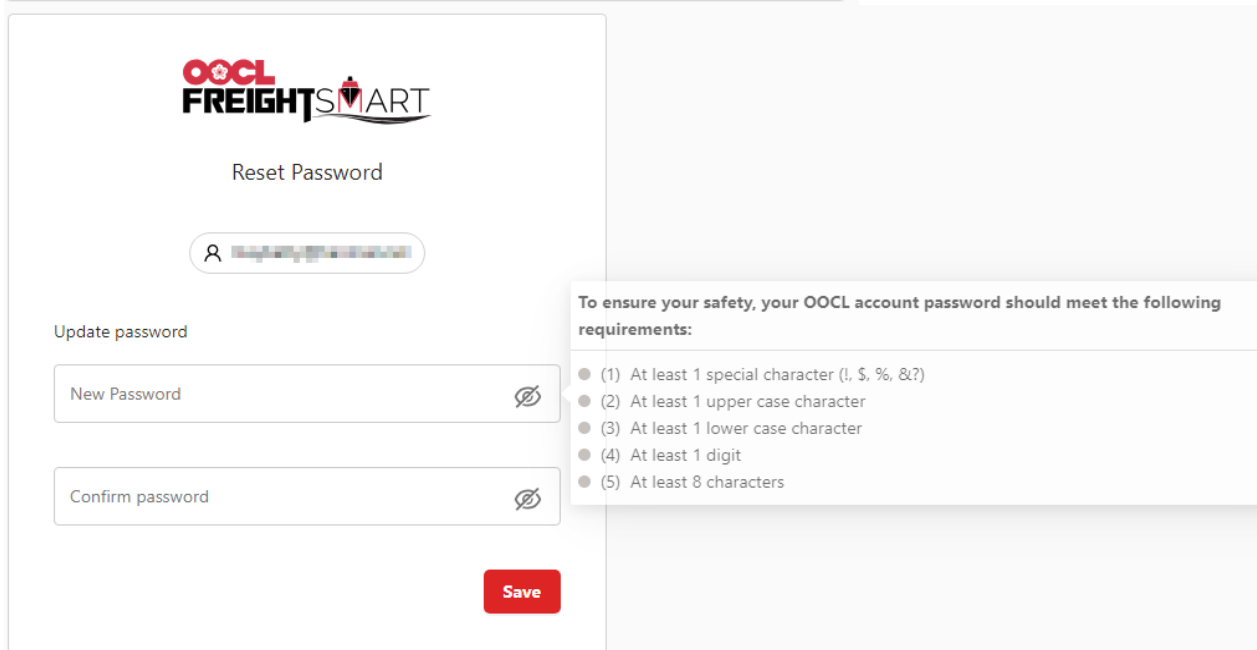 OOCL
FREIGHTSMART
Reset Password
To ensure your safety, your OOCL account password should meet the following
requirements:
Update password
New Password
(1) At least 1 special character (!, $, %, &?)
(2) At least 1 upper case character
(3) At least 1 lower case character
(4) At least 1 digit
(5) At least 8 characters
Confirm password
Save